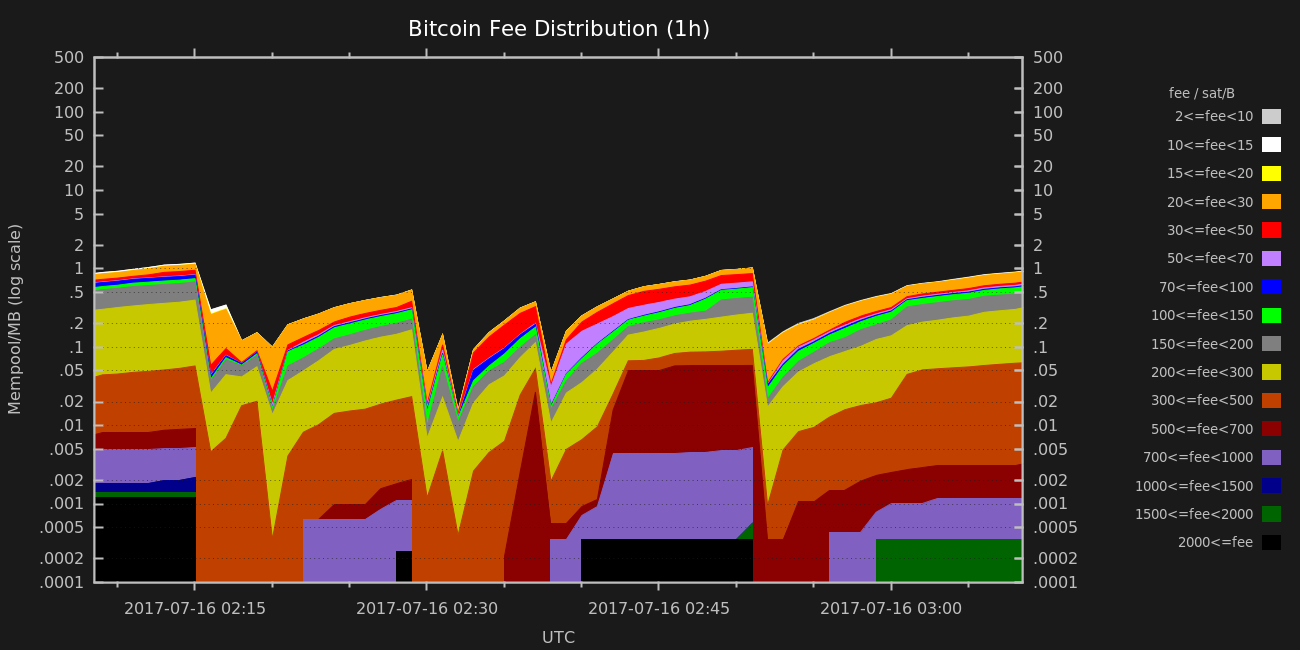 Bitcoin Fee Distribution (1h)
Mempool/MB (log scale)
500
200
100
50
20
10
5
2
1
.5
.2
.1
.05
.02
.01
.005
.002
.001
.0005
.0002
.0001
500
200
100
50
20
10
5
2
1
.5
.2
.1
.05
.02
.01
.005
.002
.001
.0005
.0002
.0001
2017-07-16 02:15
2017-07-16 02:30
2017-07-16 02:45
2017-07-16 03:00
UTC
fee / sat/B
2<=fee<10
10<=fee<15
15<=fee<20
20<=fee<30
30<=fee<50
50<=fee<70
70<=fee<100
100<=fee<150
150<=fee<200
200<=fee<300
300<=fee<500
500<=fee<700
700<=fee<1000
1000<=fee<1500
1500<=fee<2000
2000<=fee